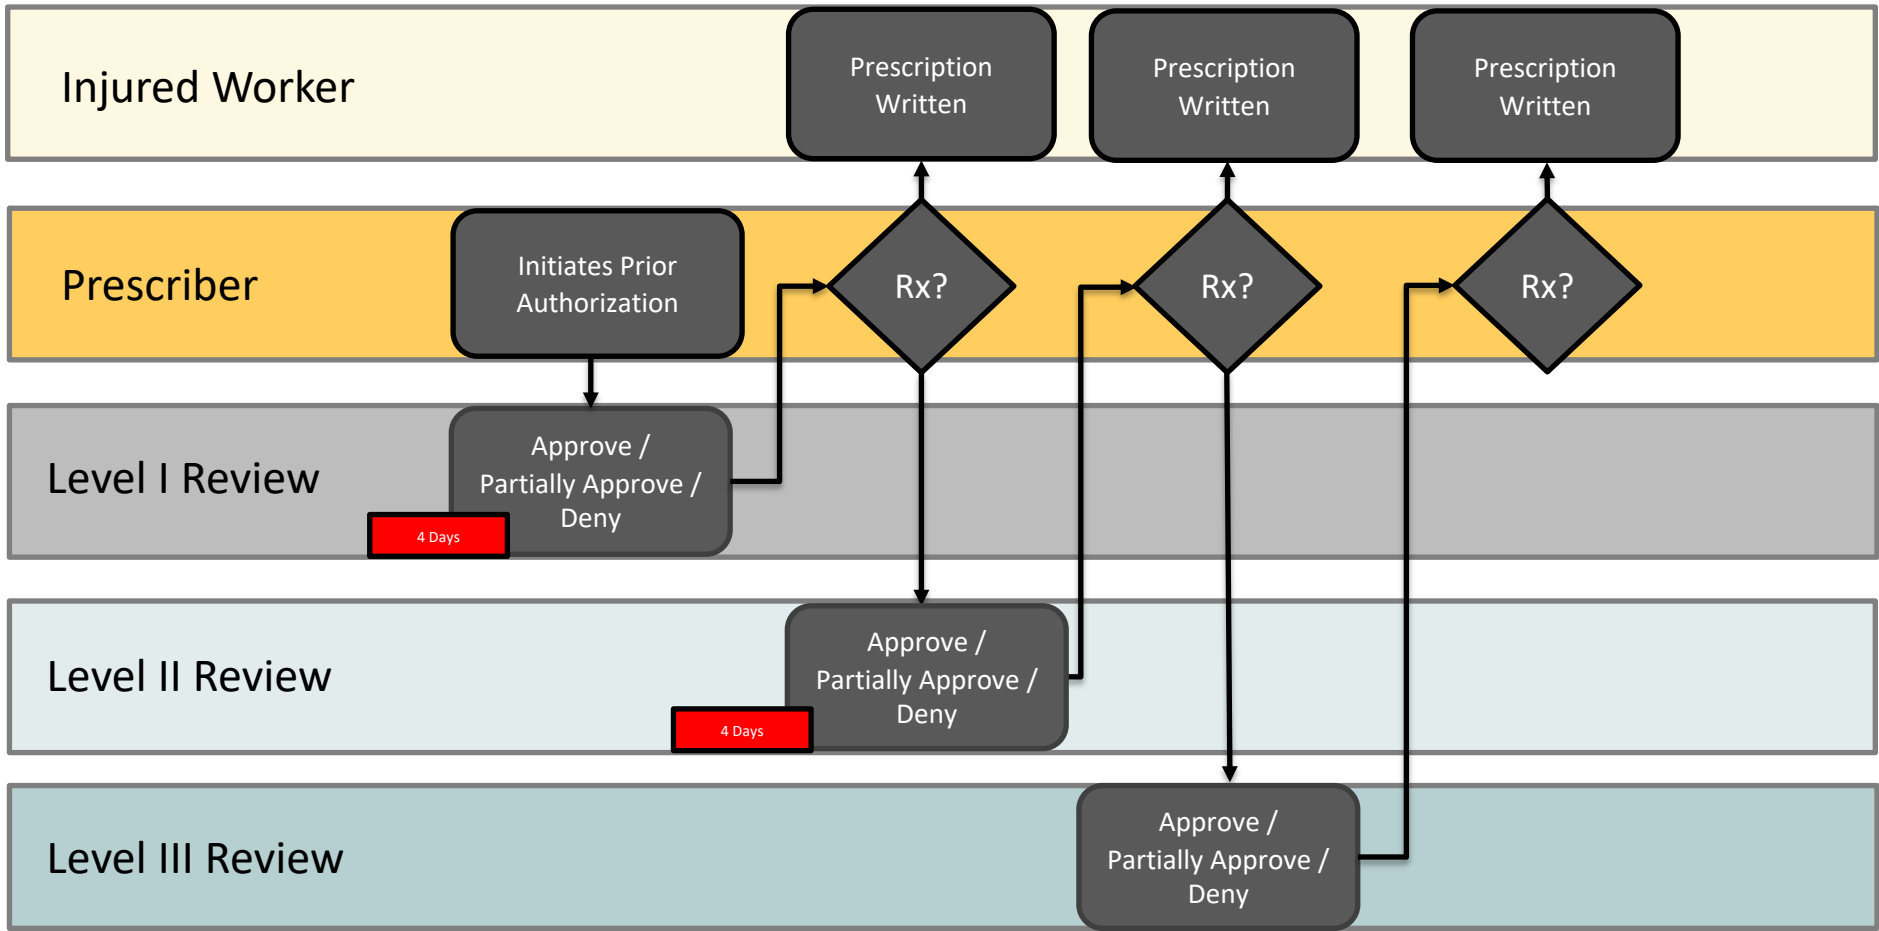 Injured Worker
Prescription
Written
Prescription
Written
Prescription
Written
Prescriber
Initiates Prior
Authorization
Rx?
Rx?
Rx?
Level I Review
Approve /
Partially Approve /
Deny
4 Days
Level II Review
Approve /
Partially Approve /
Deny
4 Days
Level III Review
Approve /
Partially Approve /
Deny